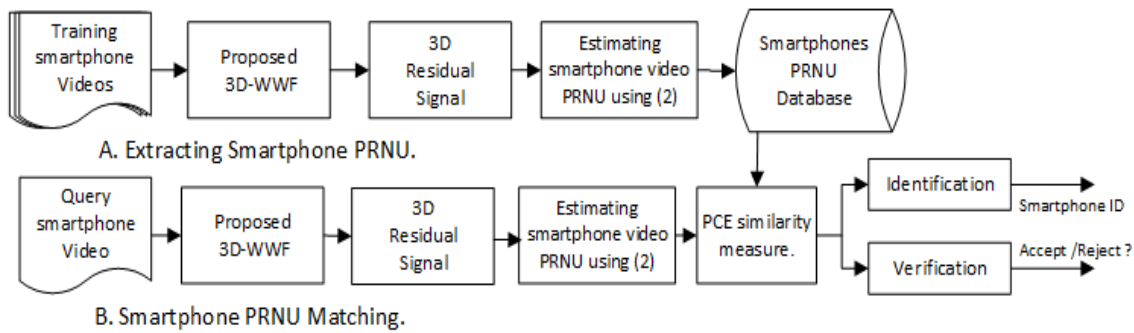 Training
smartphone
Videos
Proposed
3D-WWF
3D
Residual
Signal
Estimating
smartphone video
PRNU using (2)
Smartphones
PRNU
Database
A. Extracting Smartphone PRNU.
Query
smartphone
Video
Proposed
3D-WWF
3D
Residual
Signal
Estimating
smartphone video
PRNU using (2)
PCE similarity
measure.
Identification
Smartphone ID
Verification
Accept /Reject ?
B. Smartphone PRNU Matching.